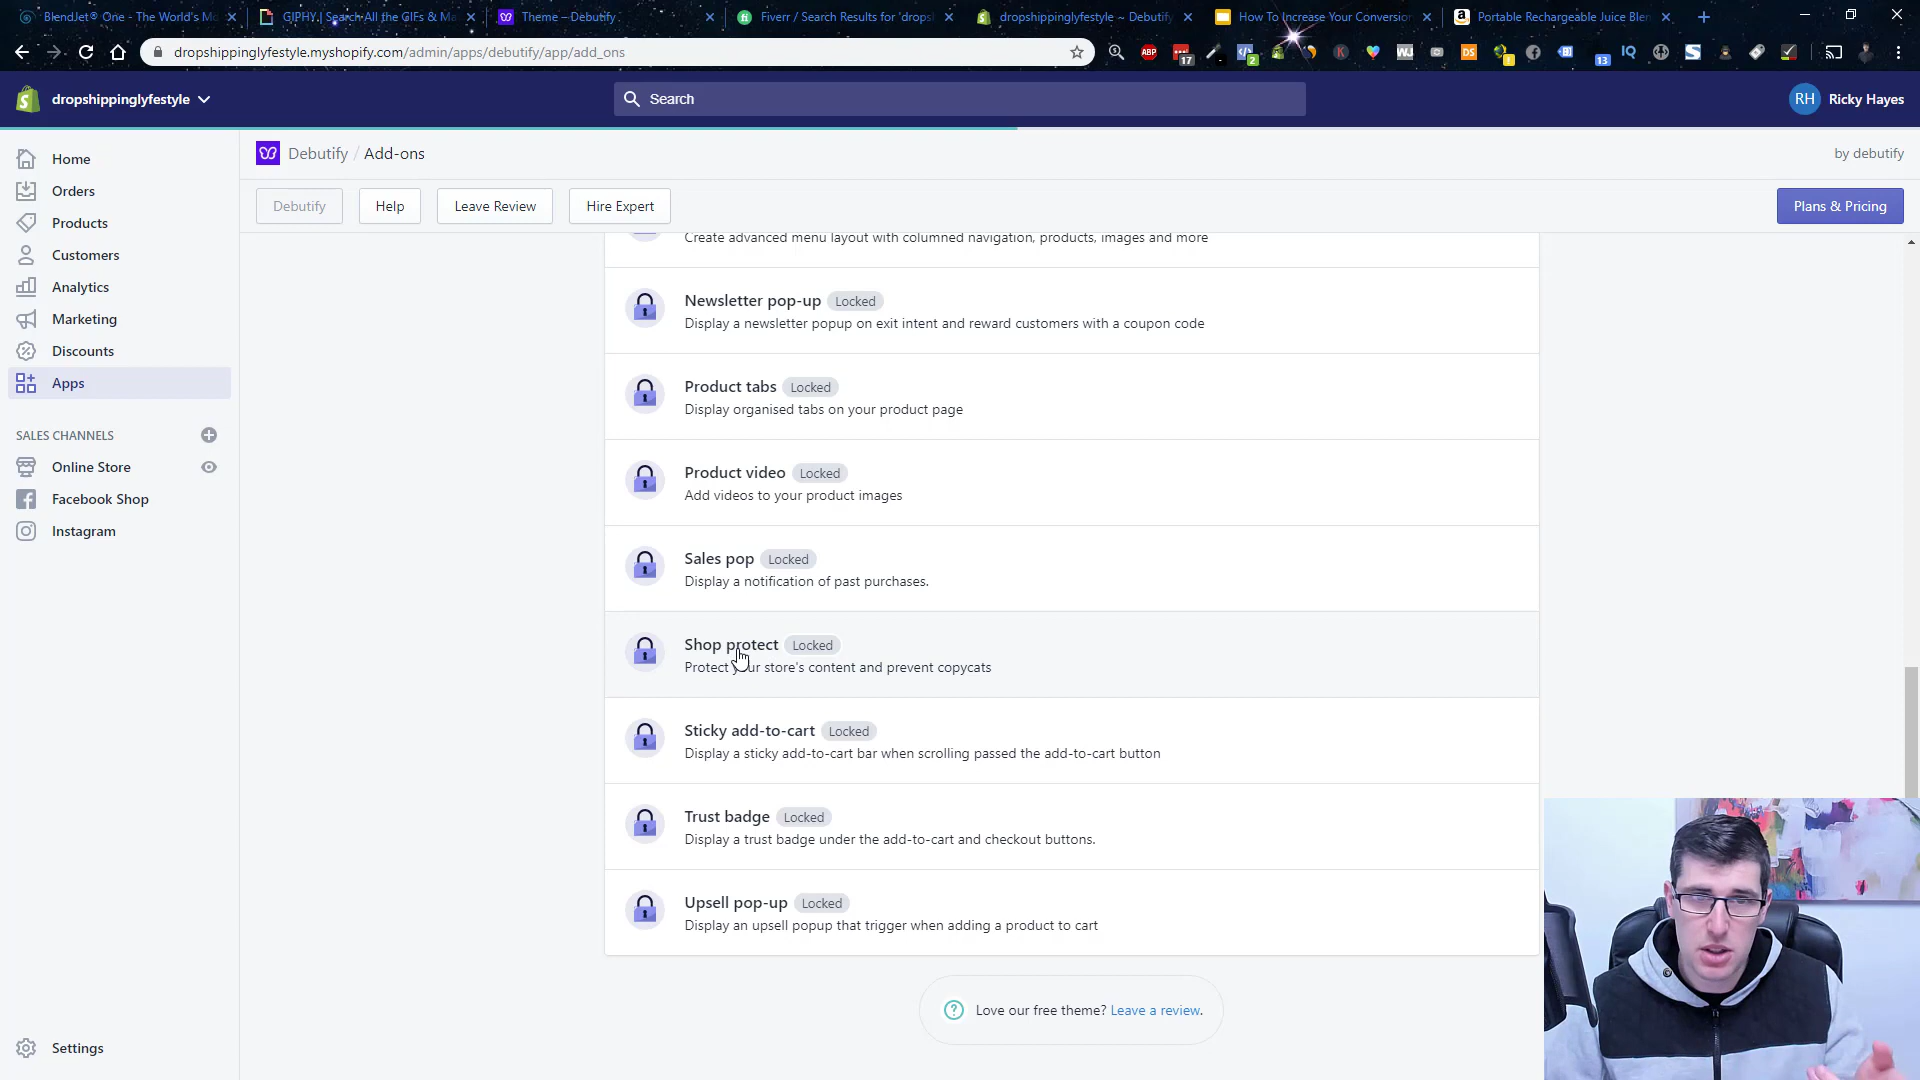 BlendJet® One - The World's Mo
GIPHY | Search All the GIFs & Ma
Theme – Debutify
Fiverr / Search Results for 'drops
dropshippinglyfestyle ~ Debutify
How To Increase Your Conversion
Portable Rechargeable Juice Blen
dropshippinglyfestyle.myshopify.com/admin/apps/debutify/app/add_ons
ABP
17
2
DS
13
IQ
dropshippinglyfestyle
Search
RH
Ricky Hayes
Home
Orders
Products
Customers
Analytics
Marketing
Discounts
Apps
SALES CHANNELS
Online Store
Facebook Shop
Instagram
Settings
Debutify / Add-ons
by debutify
Debutify
Help
Leave Review
Hire Expert
Plans & Pricing
Create advanced menu layout with columned navigation, products, images and more
Newsletter pop-up Locked
Display a newsletter popup on exit intent and reward customers with a coupon code
Product tabs Locked
Display organised tabs on your product page
Product video Locked
Add videos to your product images
Sales pop Locked
Display a notification of past purchases.
Shop protect Locked
Protect your store's content and prevent copycats
Sticky add-to-cart Locked
Display a sticky add-to-cart bar when scrolling passed the add-to-cart button
Trust badge Locked
Display a trust badge under the add-to-cart and checkout buttons.
Upsell pop-up Locked
Display an upsell popup that trigger when adding a product to cart
Love our free theme? Leave a review.